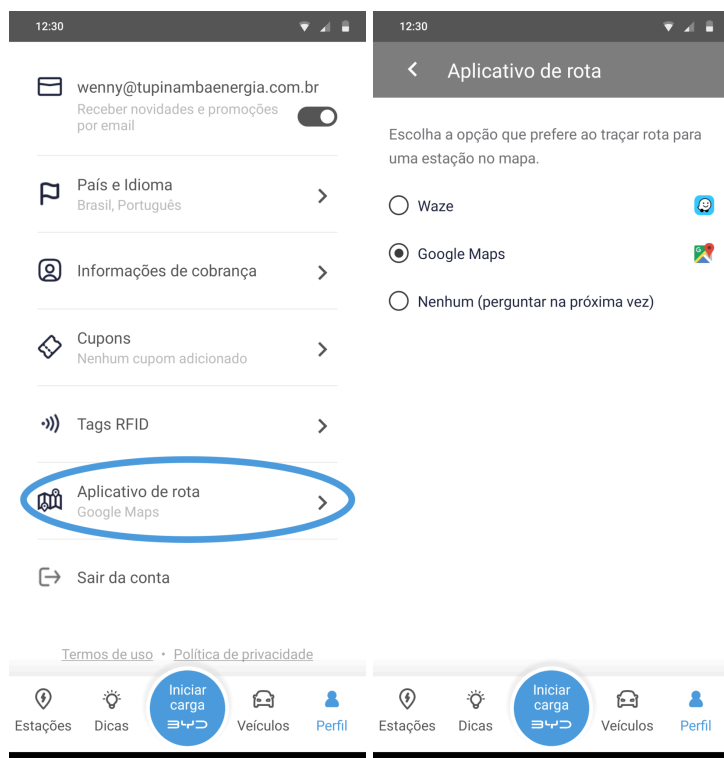 12:30
wenny@tupinambaenergia.com.br
Receber novidades e promoções
por email
País e Idioma
Brasil, Português
Informações de cobrança
Cupons
Nenhum cupom adicionado
Tags RFID
Aplicativo de rota
Google Maps
Sair da conta
Termos de uso • Política de privacidade
Estações
Dicas
Iniciar
carga
BYD
Veículos
Perfil
12:30
Aplicativo de rota
Escolha a opção que prefere ao traçar rota para
uma estação no mapa.
Waze
Google Maps
Nenhum (perguntar na próxima vez)
Estações
Dicas
Iniciar
carga
BYD
Veículos
Perfil